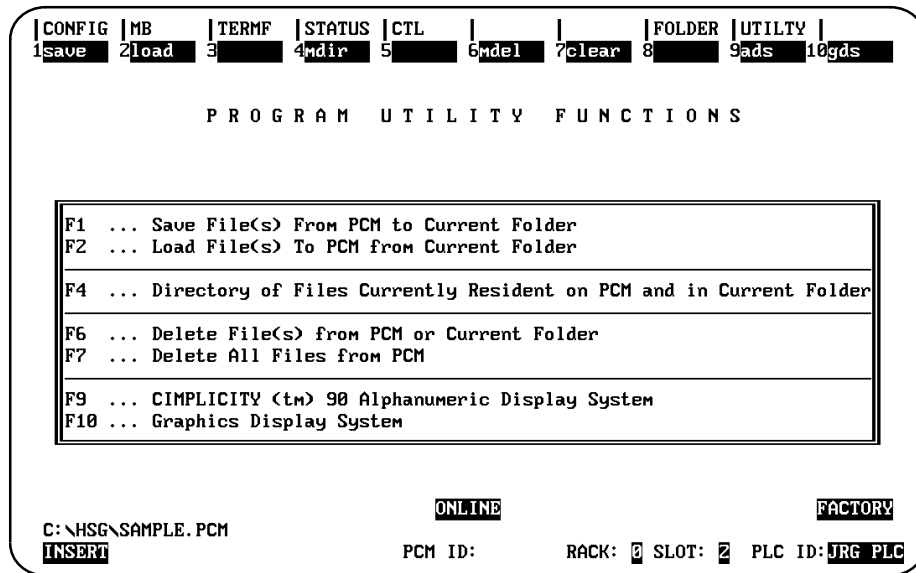 |CONFIG |MB |TERMF |STATUS |CTL | | |FOLDER |UTILTY |
1save 2load 3 4mdir 5 6mdel 7clear 8 9ads 10gds
P R O G R A M U T I L I T Y F U N C T I O N S
F1 ... Save File(s) From PCM to Current Folder
F2 ... Load File(s) To PCM from Current Folder
F4 ... Directory of Files Currently Resident on PCM and in Current Folder
F6 ... Delete File(s) from PCM or Current Folder
F7 ... Delete All Files from PCM
F9 ... CIMPLICITY (tm) 90 Alphanumeric Display System
F10 ... Graphics Display System
ONLINE FACTORY
C:\HSG\SAMPLE.PCM
INSERT PCM ID: RACK: 0 SLOT: 2 PLC ID: JRG PLC